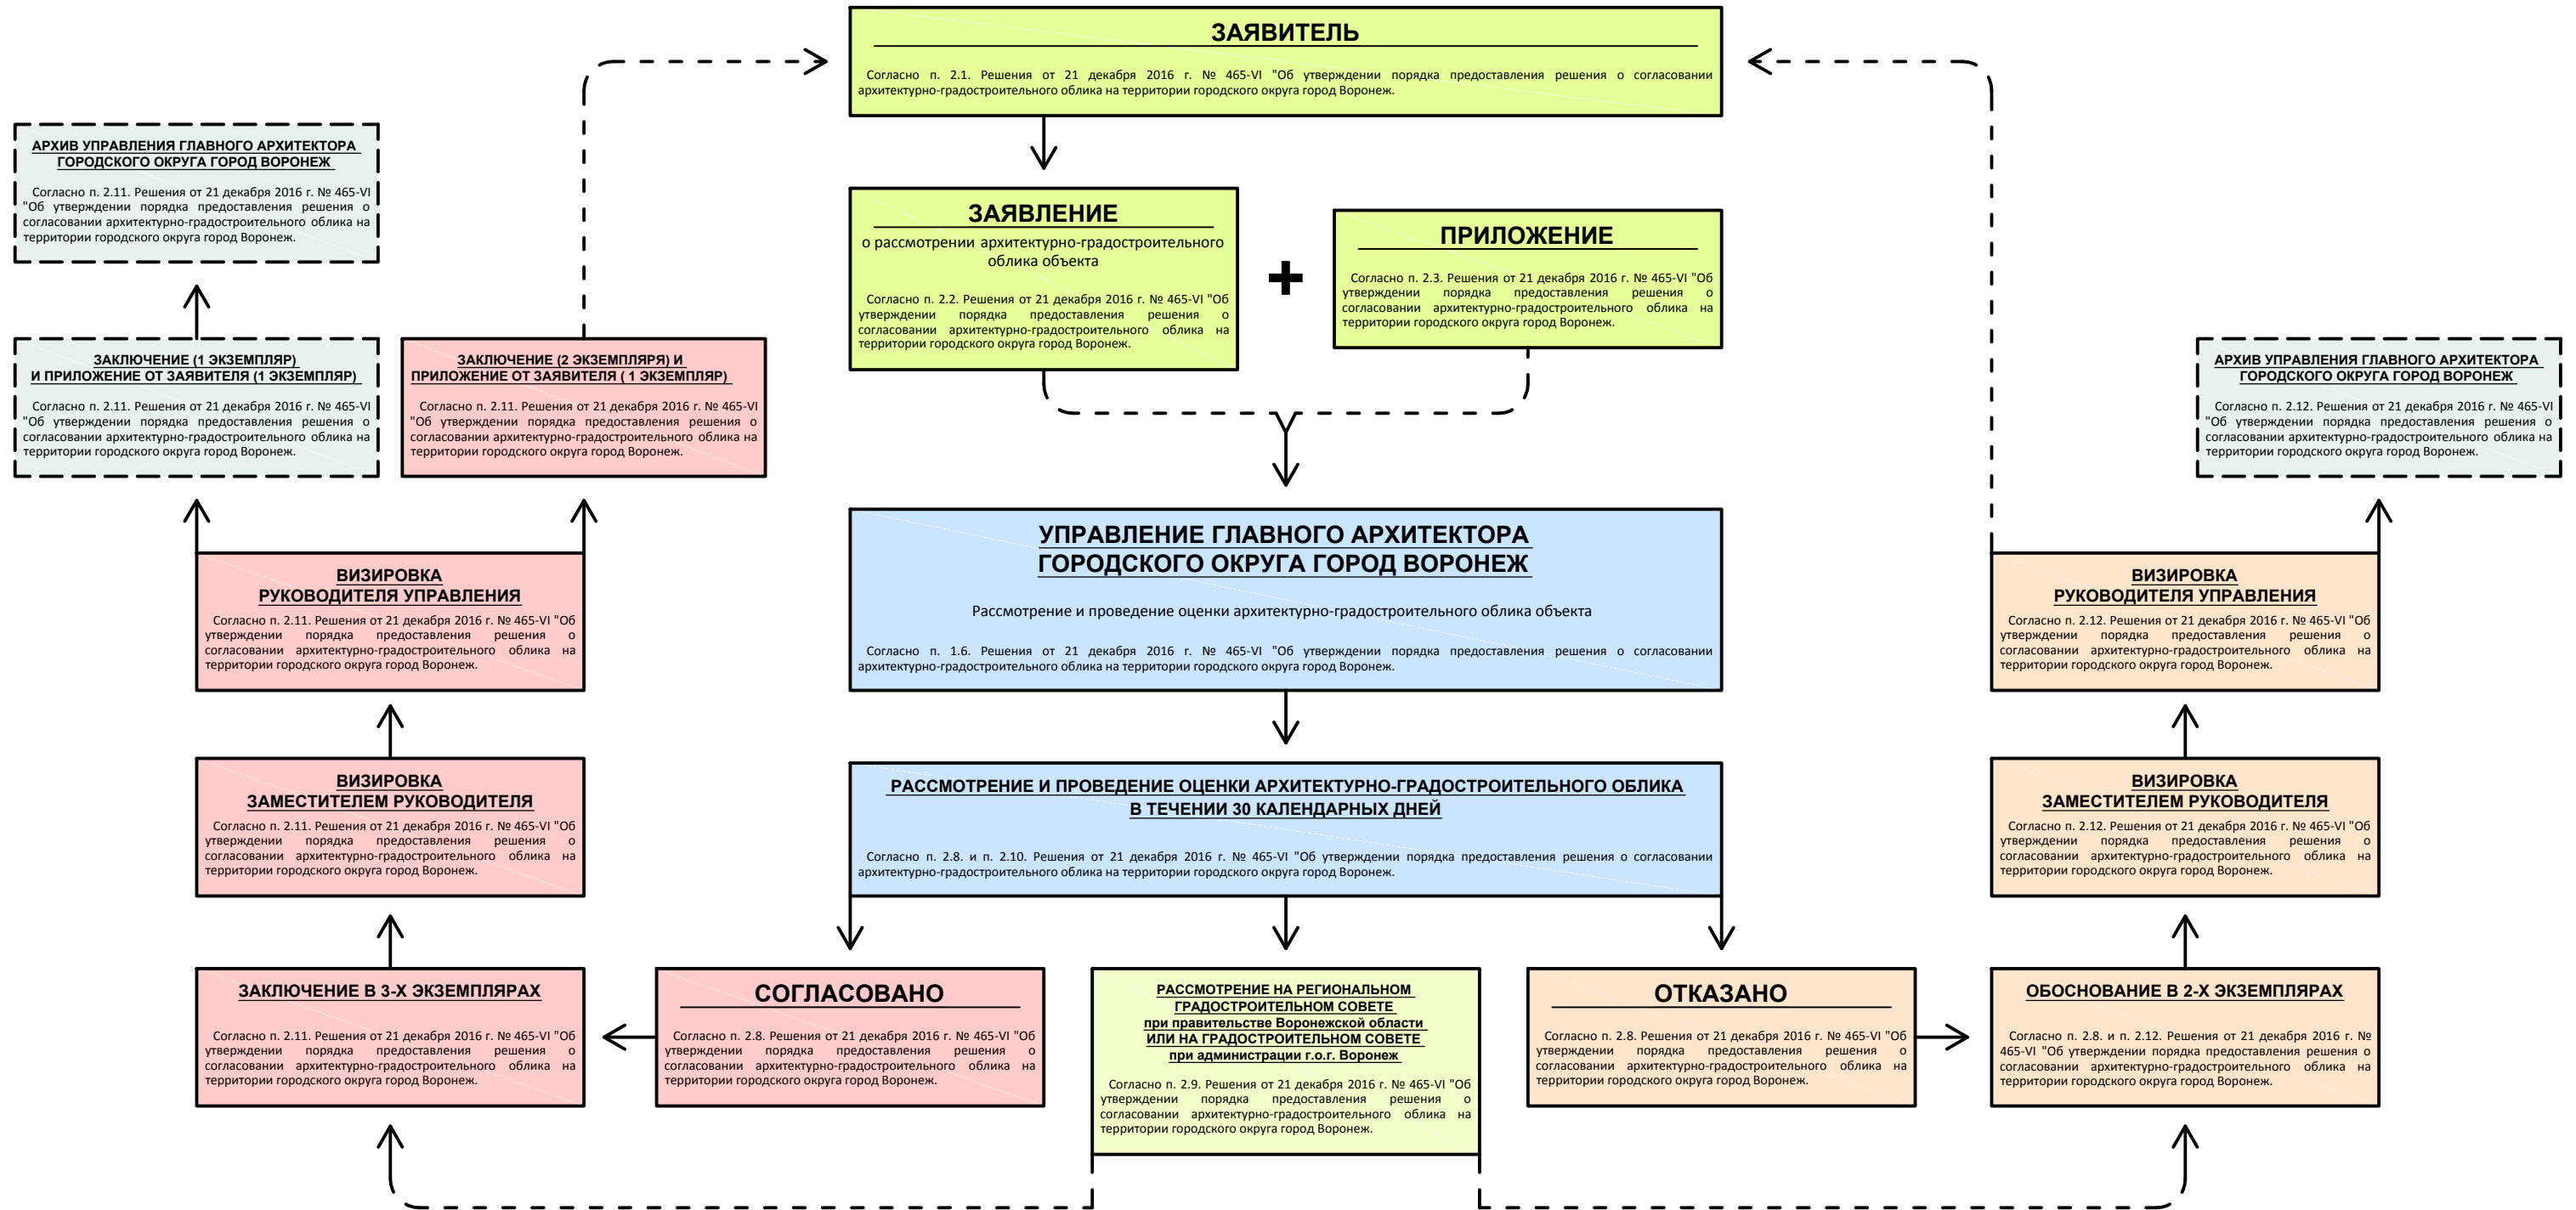 ЗАЯВИТЕЛЬ
Согласно п. 2.1. Решения от 21 декабря 2016 г. № 465-VI "Об утверждении порядка предоставления решения о согласовании
архитектурно-градостроительного облика на территории городского округа город Воронеж.
АРХИВ УПРАВЛЕНИЯ ГЛАВНОГО АРХИТЕКТОРА
ГОРОДСКОГО ОКРУГА ГОРОД ВОРОНЕЖ
Согласно п. 2.11. Решения от 21 декабря 2016 г. № 465-VI
"Об утверждении порядка предоставления решения о
согласовании архитектурно-градостроительного облика на
территории городского округа город Воронеж.
ЗАЯВЛЕНИЕ
о рассмотрении архитектурно-градостроительного
облика объекта
Согласно п. 2.2. Решения от 21 декабря 2016 г. № 465-VI "Об
утверждении порядка предоставления решения о
согласовании архитектурно-градостроительного облика на
территории городского округа город Воронеж.
+
ПРИЛОЖЕНИЕ
Согласно п. 2.3. Решения от 21 декабря 2016 г. № 465-VI "Об
утверждении порядка предоставления решения о
согласовании архитектурно-градостроительного облика на
территории городского округа город Воронеж.
ЗАКЛЮЧЕНИЕ (1 ЭКЗЕМПЛЯР)
И ПРИЛОЖЕНИЕ ОТ ЗАЯВИТЕЛЯ (1 ЭКЗЕМПЛЯР)
Согласно п. 2.11. Решения от 21 декабря 2016 г. № 465-VI
"Об утверждении порядка предоставления решения о
согласовании архитектурно-градостроительного облика на
территории городского округа город Воронеж.
ЗАКЛЮЧЕНИЕ (2 ЭКЗЕМПЛЯРЯ) И
ПРИЛОЖЕНИЕ ОТ ЗАЯВИТЕЛЯ ( 1 ЭКЗЕМПЛЯР)
Согласно п. 2.11. Решения от 21 декабря 2016 г. № 465-VI
"Об утверждении порядка предоставления решения о
согласовании архитектурно-градостроительного облика на
территории городского округа город Воронеж.
АРХИВ УПРАВЛЕНИЯ ГЛАВНОГО АРХИТЕКТОРА
ГОРОДСКОГО ОКРУГА ГОРОД ВОРОНЕЖ
Согласно п. 2.12. Решения от 21 декабря 2016 г. № 465-VI
"Об утверждении порядка предоставления решения о
согласовании архитектурно-градостроительного облика на
территории городского округа город Воронеж.
УПРАВЛЕНИЕ ГЛАВНОГО АРХИТЕКТОРА
ГОРОДСКОГО ОКРУГА ГОРОД ВОРОНЕЖ
Рассмотрение и проведение оценки архитектурно-градостроительного облика объекта
Согласно п. 1.6. Решения от 21 декабря 2016 г. № 465-VI "Об утверждении порядка предоставления решения о согласовании
архитектурно-градостроительного облика на территории городского округа город Воронеж.
ВИЗИРОВКА
РУКОВОДИТЕЛЯ УПРАВЛЕНИЯ
Согласно п. 2.11. Решения от 21 декабря 2016 г. № 465-VI "Об
утверждении порядка предоставления решения о
согласовании архитектурно-градостроительного облика на
территории городского округа город Воронеж.
ВИЗИРОВКА
РУКОВОДИТЕЛЯ УПРАВЛЕНИЯ
Согласно п. 2.12. Решения от 21 декабря 2016 г. № 465-VI "Об
утверждении порядка предоставления решения о
согласовании архитектурно-градостроительного облика на
территории городского округа город Воронеж.
ВИЗИРОВКА
ЗАМЕСТИТЕЛЕМ РУКОВОДИТЕЛЯ
Согласно п. 2.11. Решения от 21 декабря 2016 г. № 465-VI "Об
утверждении порядка предоставления решения о
согласовании архитектурно-градостроительного облика на
территории городского округа город Воронеж.
РАССМОТРЕНИЕ И ПРОВЕДЕНИЕ ОЦЕНКИ АРХИТЕКТУРНО-ГРАДОСТРОИТЕЛЬНОГО ОБЛИКА
В ТЕЧЕНИИ 30 КАЛЕНДАРНЫХ ДНЕЙ
Согласно п. 2.8. и п. 2.10. Решения от 21 декабря 2016 г. № 465-VI "Об утверждении порядка предоставления решения о согласовании
архитектурно-градостроительного облика на территории городского округа город Воронеж.
ВИЗИРОВКА
ЗАМЕСТИТЕЛЕМ РУКОВОДИТЕЛЯ
Согласно п. 2.12. Решения от 21 декабря 2016 г. № 465-VI "Об
утверждении порядка предоставления решения о
согласовании архитектурно-градостроительного облика на
территории городского округа город Воронеж.
ЗАКЛЮЧЕНИЕ В 3-Х ЭКЗЕМПЛЯРАХ
Согласно п. 2.11. Решения от 21 декабря 2016 г. № 465-VI "Об
утверждении порядка предоставления решения о
согласовании архитектурно-градостроительного облика на
территории городского округа город Воронеж.
СОГЛАСОВАНО
Согласно п. 2.8. Решения от 21 декабря 2016 г. № 465-VI "Об
утверждении порядка предоставления решения о
согласовании архитектурно-градостроительного облика на
территории городского округа город Воронеж.
РАССМОТРЕНИЕ НА РЕГИОНАЛЬНОМ
ГРАДОСТРОИТЕЛЬНОМ СОВЕТЕ
при правительстве Воронежской области
ИЛИ НА ГРАДОСТРОИТЕЛЬНОМ СОВЕТЕ
при администрации г.о.г. Воронеж
Согласно п. 2.9. Решения от 21 декабря 2016 г. № 465-VI "Об
утверждении порядка предоставления решения о
согласовании архитектурно-градостроительного облика на
территории городского округа город Воронеж.
ОТКАЗАНО
Согласно п. 2.8. Решения от 21 декабря 2016 г. № 465-VI "Об
утверждении порядка предоставления решения о
согласовании архитектурно-градостроительного облика на
территории городского округа город Воронеж.
ОБОСНОВАНИЕ В 2-Х ЭКЗЕМПЛЯРАХ
Согласно п. 2.8. и п. 2.12. Решения от 21 декабря 2016 г. №
465-VI "Об утверждении порядка предоставления решения о
согласовании архитектурно-градостроительного облика на
территории городского округа город Воронеж.